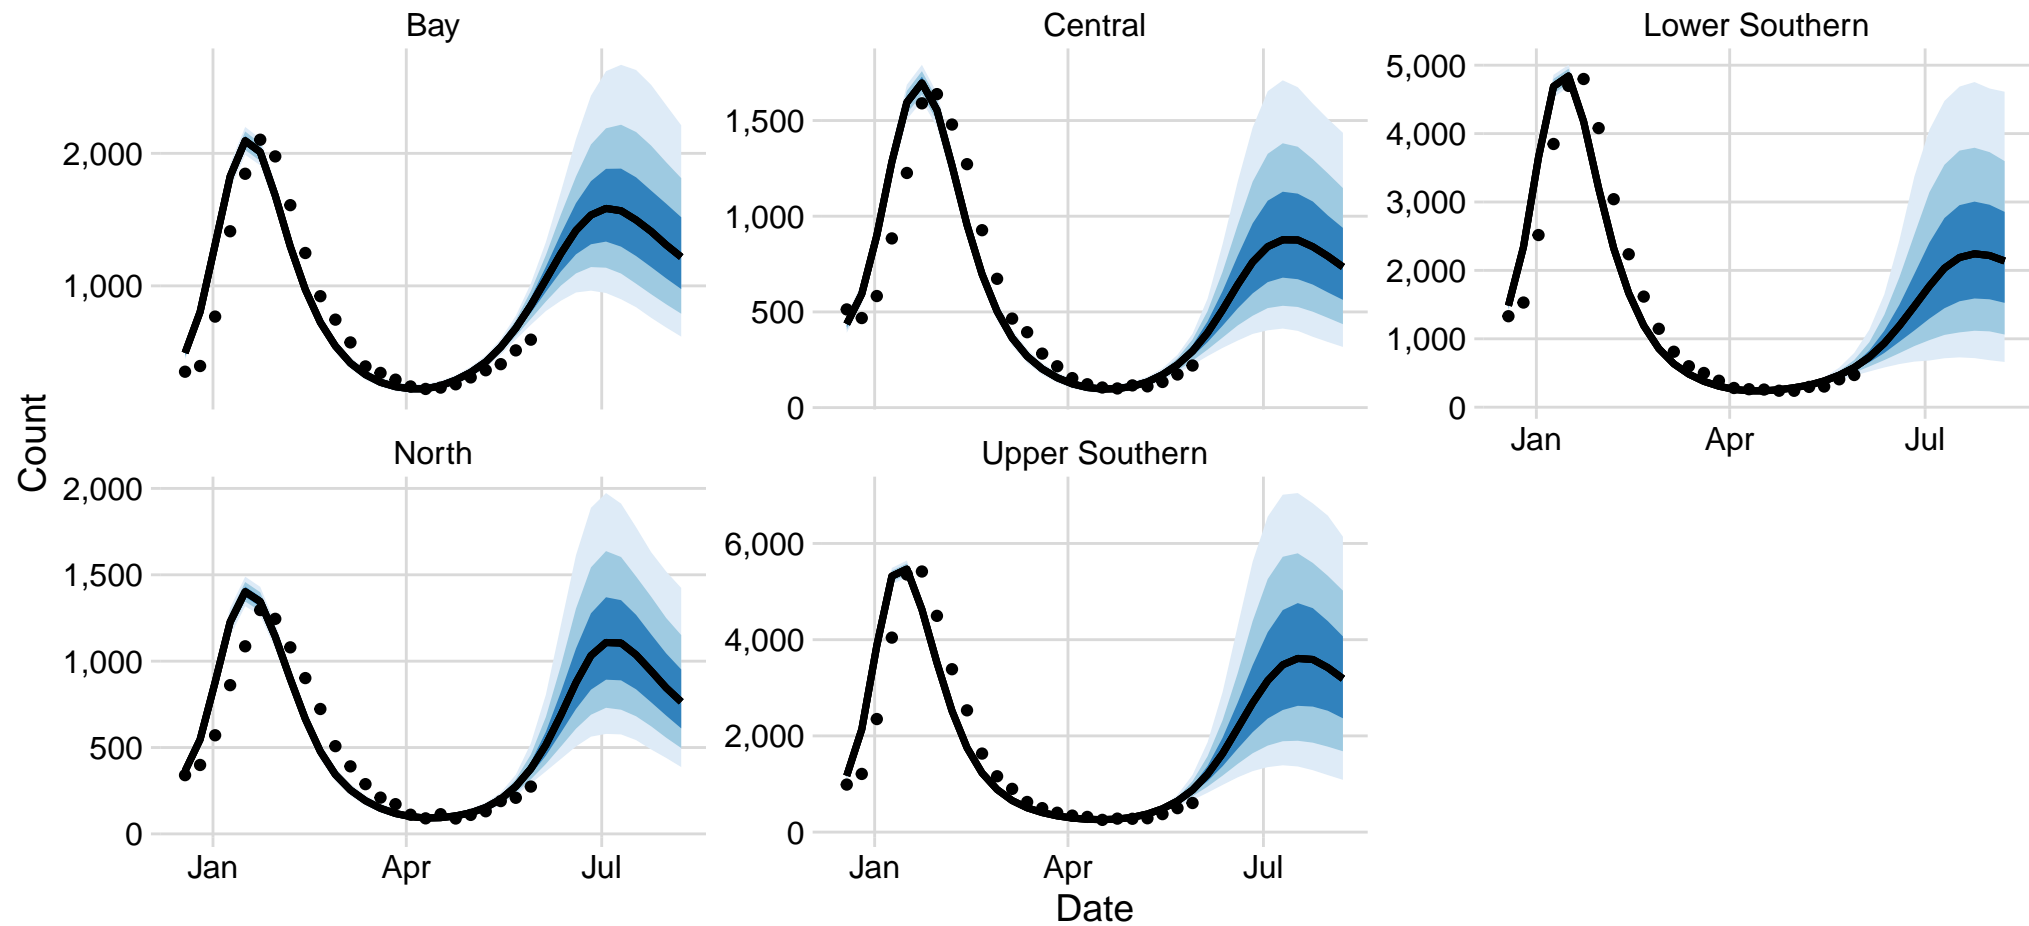 Bay
Central
Lower Southern
2,000
1,000
1,500
1,000
500
0
5,000
4,000
3,000
2,000
1,000
0
Jan Apr Jul
Count
North
Upper Southern
2,000
1,500
1,000
500
0
6,000
4,000
2,000
0
Jan Apr Jul
Jan Apr Jul
Date